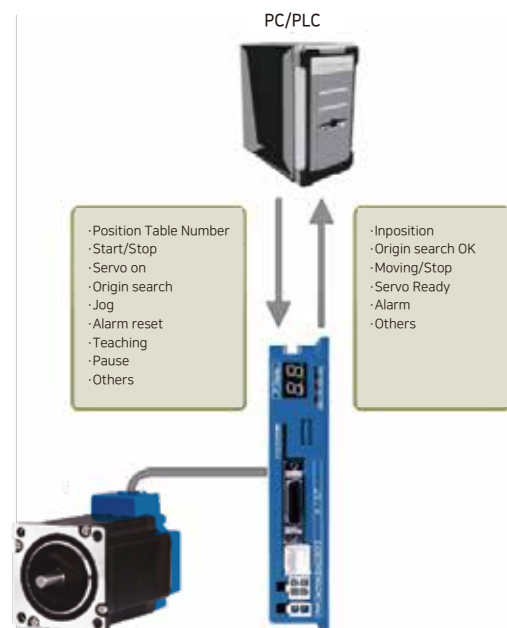 PC/PLC
·Position Table Number
·Start/Stop
·Servo on
·Origin search
·Jog
·Alarm reset
·Teaching
·Pause
·Others
·Inposition
·Origin search OK
·Moving/Stop
·Servo Ready
·Alarm
·Others